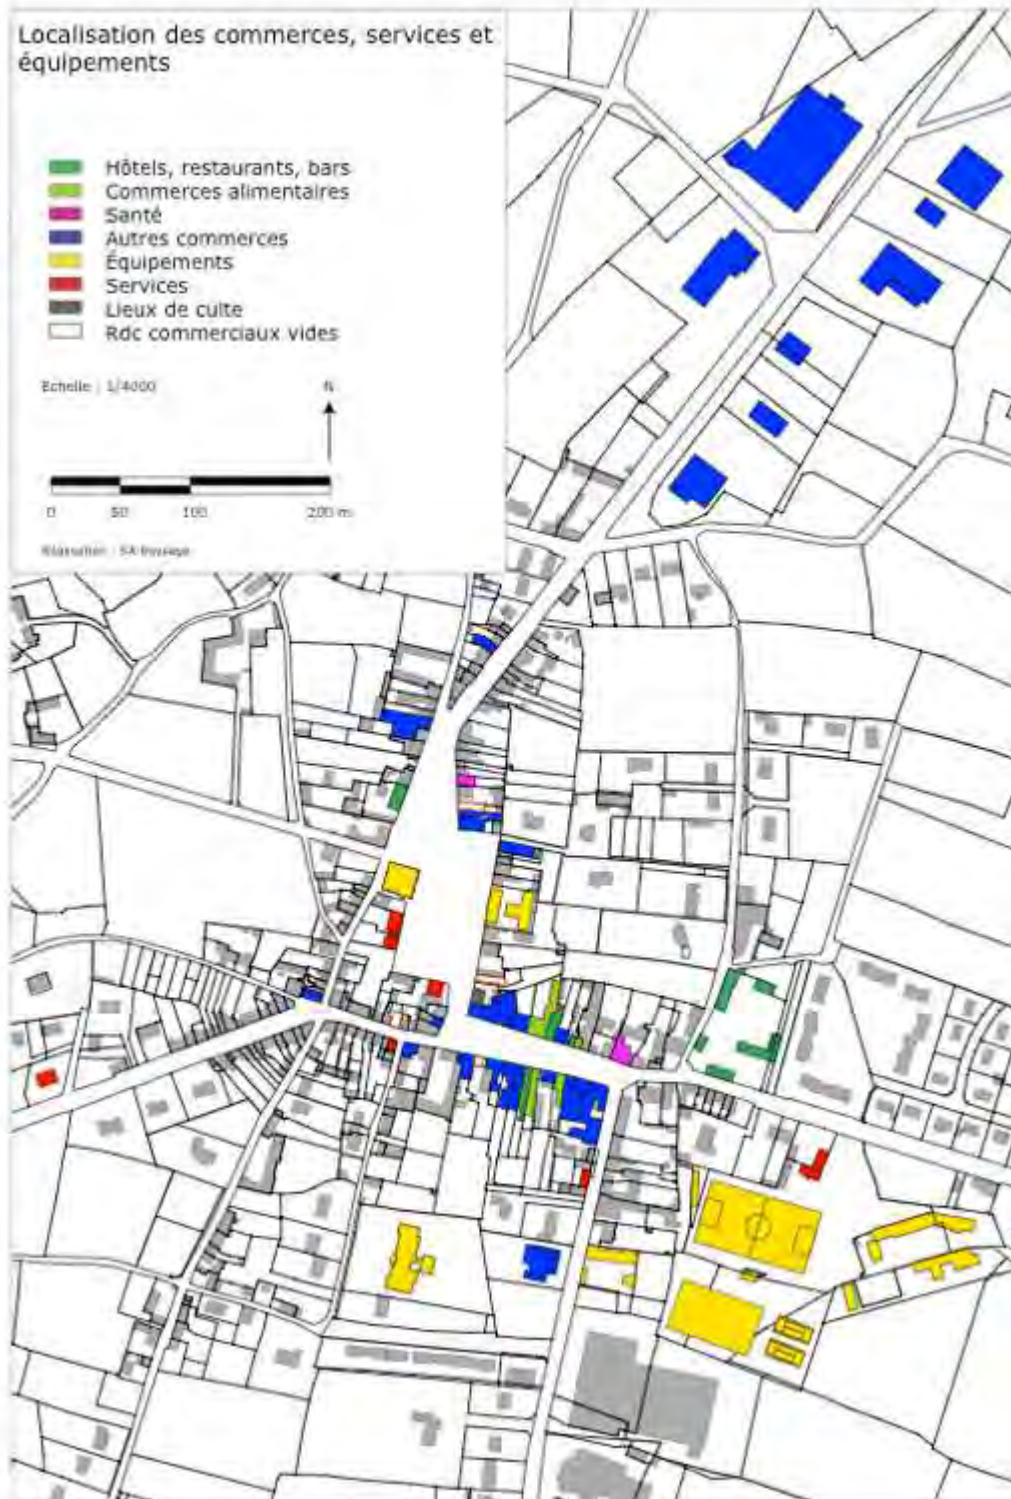 Localisation des commerces, services et
équipements
Hôtels, restaurants, bars
Commerces alimentaires
Santé
Autres commerces
Équipements
Services
Lieux de culte
Rdc commerciaux vides
Echelle : 1/4000
N
0 50 100 200 m